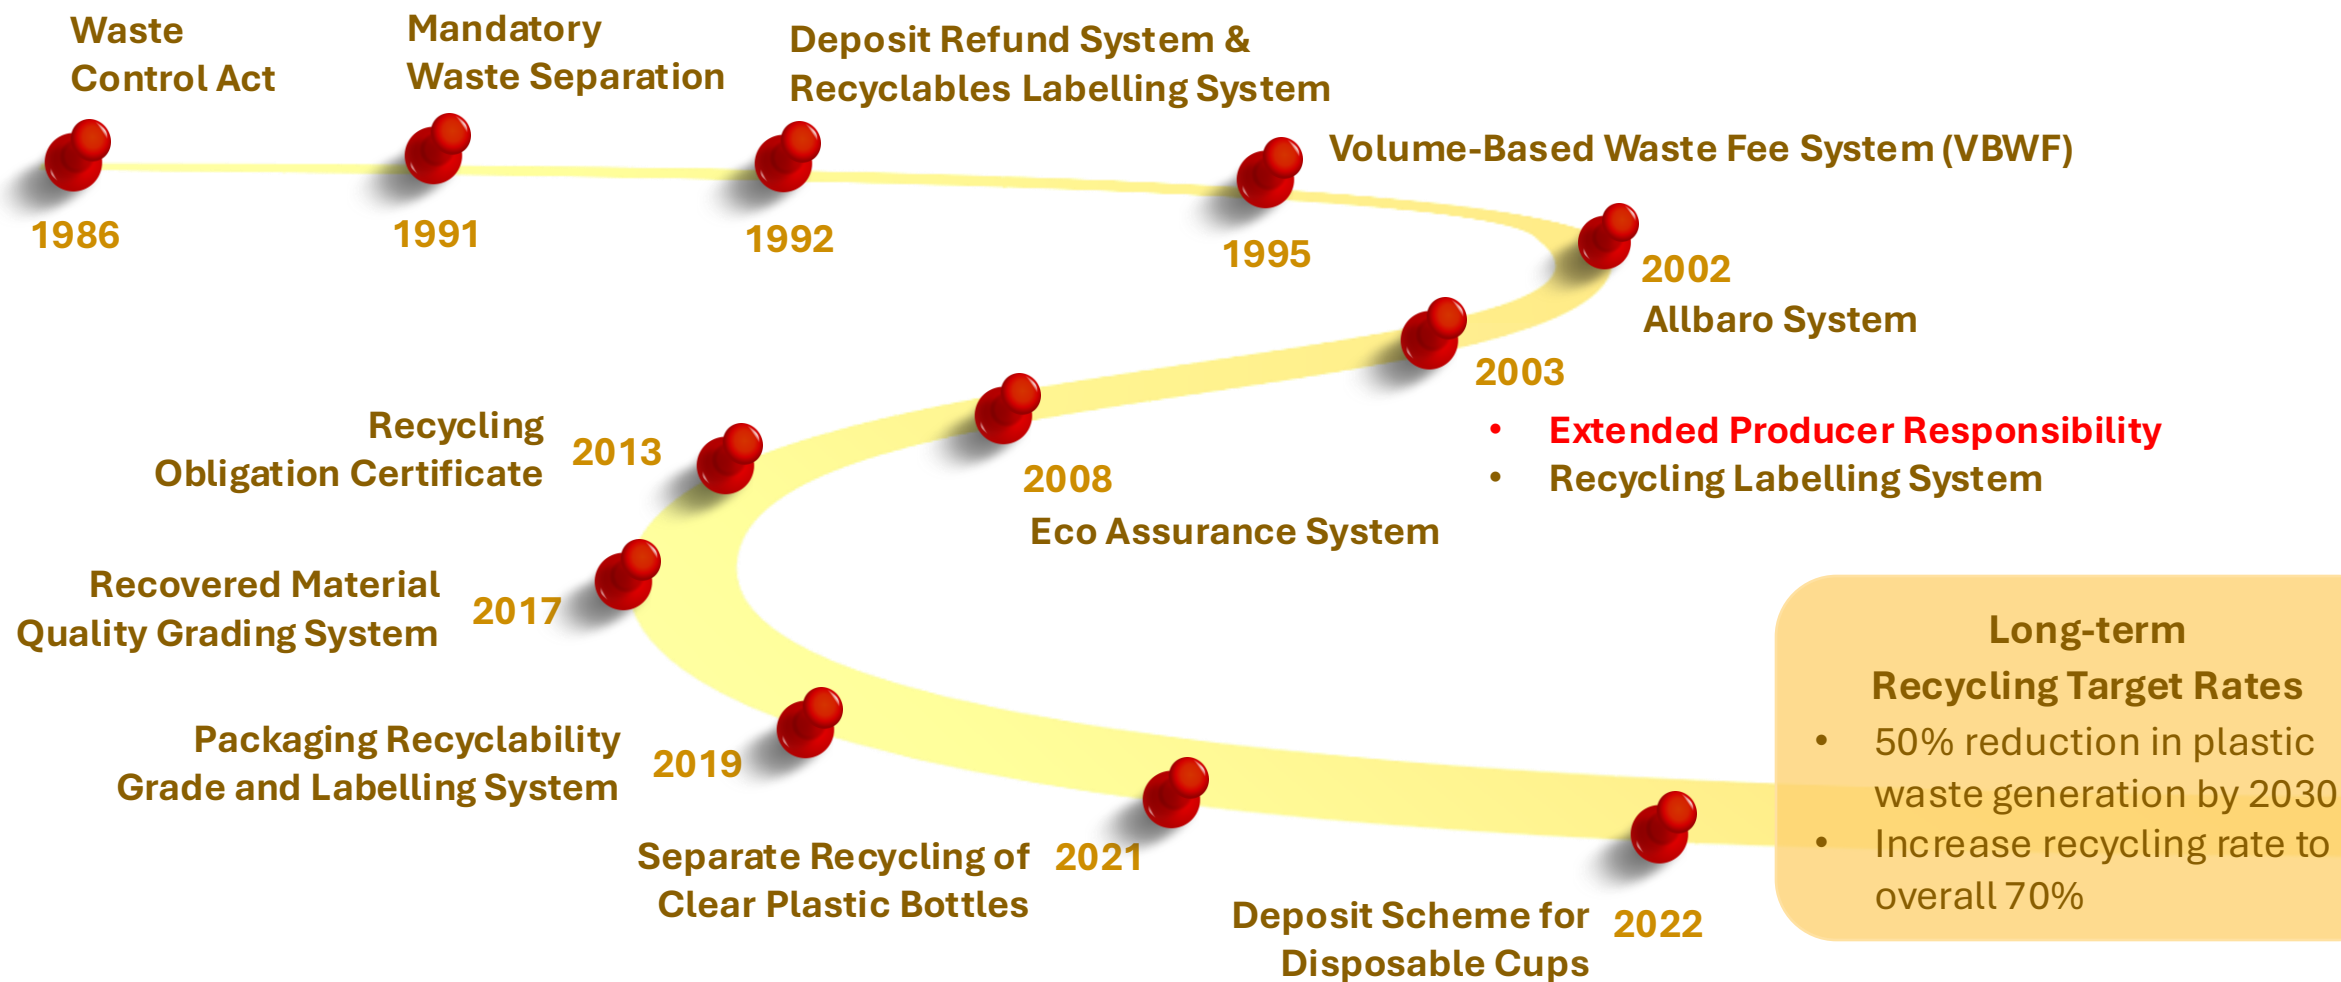 Waste
Control Act
1986
Mandatory
Waste Separation
1991
Deposit Refund System &
Recyclables Labelling System
1992
Volume-Based Waste Fee System (VBWF)
1995
2002
Allbaro System
2003
• Extended Producer Responsibility
• Recycling Labelling System
2008
Eco Assurance System
Recycling
Obligation Certificate
2013
Recovered Material
Quality Grading System
2017
Packaging Recyclability
Grade and Labelling System
2019
Separate Recycling of
Clear Plastic Bottles
2021
Deposit Scheme for
Disposable Cups
2022
Long-term
Recycling Target Rates
• 50% reduction in plastic
waste generation by 2030
• Increase recycling rate to
overall 70%